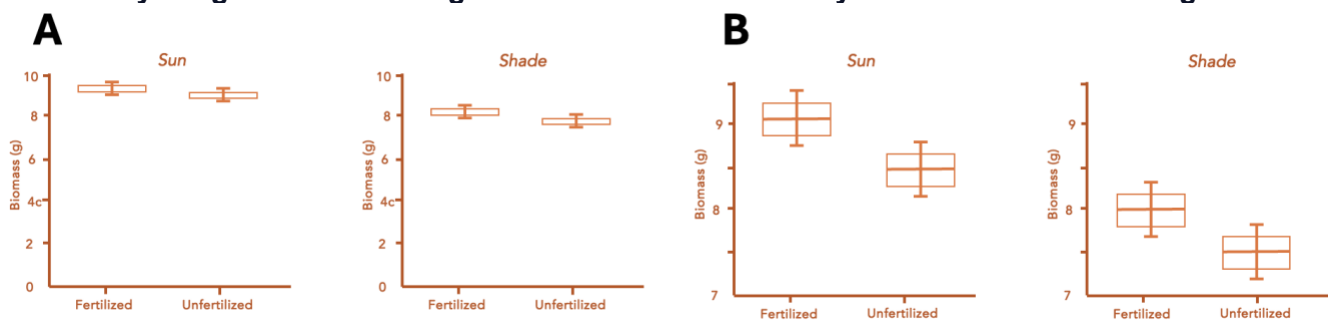 A
B
Sun
Shade
Sun
Shade
Biomass (g)
10
8
6
4c
2
0
Fertilized
Unfertilized
Biomass (g)
10
8
6
4c
2
0
Fertilized
Unfertilized
Biomass (g)
9
8
7
Fertilized
Unfertilized
Biomass (g)
9
8
7
Fertilized
Unfertilized